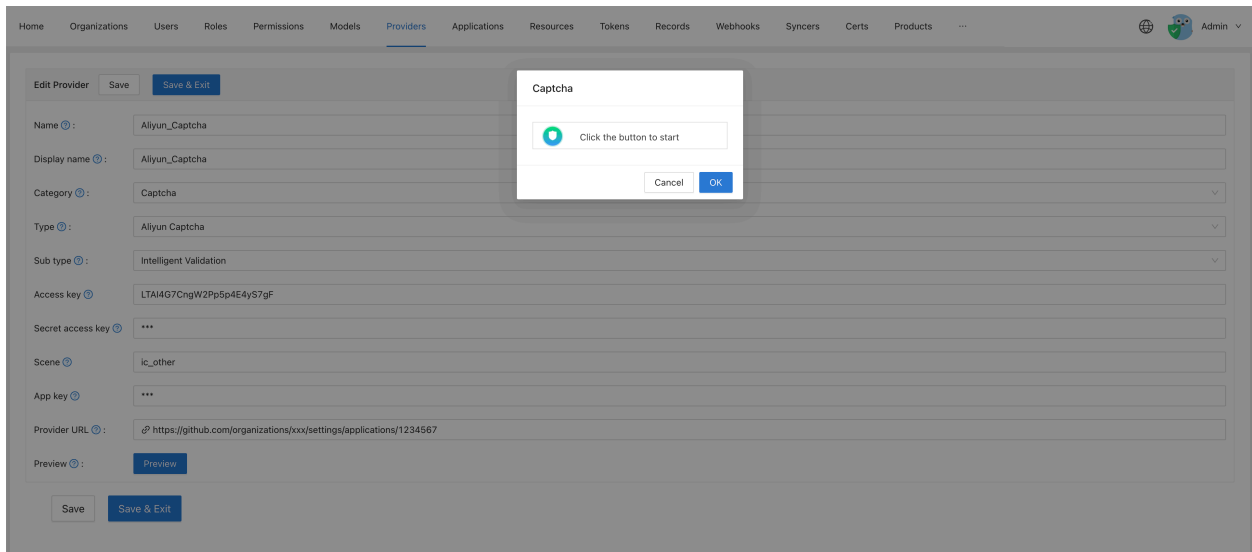 Home Organizations Users Roles Permissions Models Providers Applications Resources Tokens Records Webhooks Syncers Certs Products ··· Admin
Edit Provider Save Save & Exit
Captcha
Click the button to start
Cancel OK
Name ? : Aliyun_Captcha
Display name ? : Aliyun_Captcha
Category ? : Captcha
Type ? : Aliyun Captcha
Sub type ? : Intelligent Validation
Access key ? LTAI4G7CngW2Pp5p4E4yS7gF
Secret access key ? ***
Scene ? ic_other
App key ? ***
Provider URL ? : https://github.com/organizations/xxx/settings/applications/1234567
Preview ? : Preview
Save Save & Exit